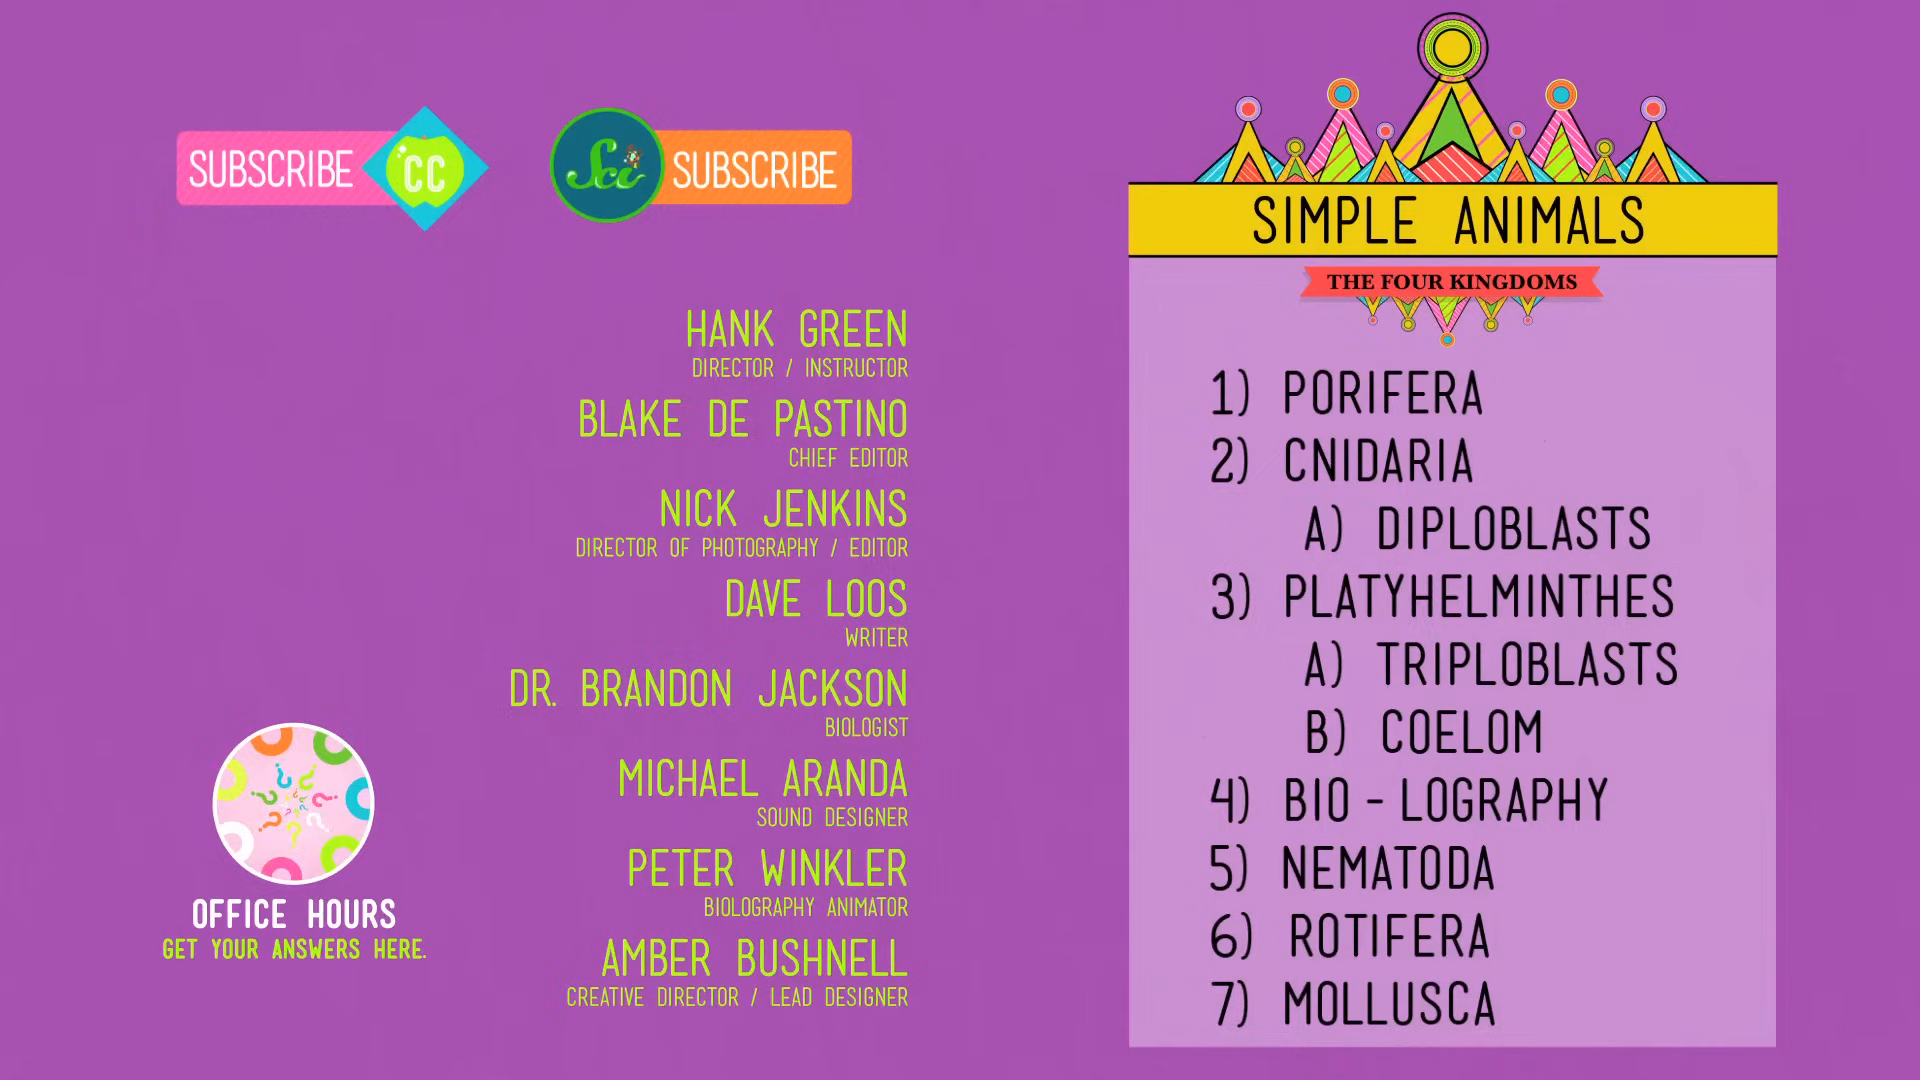 SUBSCRIBE CC
Sci SUBSCRIBE
HANK GREEN
DIRECTOR / INSTRUCTOR
BLAKE DE PASTINO
CHIEF EDITOR
NICK JENKINS
DIRECTOR OF PHOTOGRAPHY / EDITOR
DAVE LOOS
WRITER
DR. BRANDON JACKSON
BIOLOGIST
MICHAEL ARANDA
SOUND DESIGNER
PETER WINKLER
BIOLOGRAPHY ANIMATOR
AMBER BUSHNELL
CREATIVE DIRECTOR / LEAD DESIGNER
OFFICE HOURS
GET YOUR ANSWERS HERE.
SIMPLE ANIMALS
THE FOUR KINGDOMS
1) PORIFERA
2) CNIDARIA
A) DIPLOBLASTS
3) PLATYHELMINTHES
A) TRIPLOBLASTS
B) COELOM
4) BIO - LOGRAPHY
5) NEMATODA
6) ROTIFERA
7) MOLLUSCA